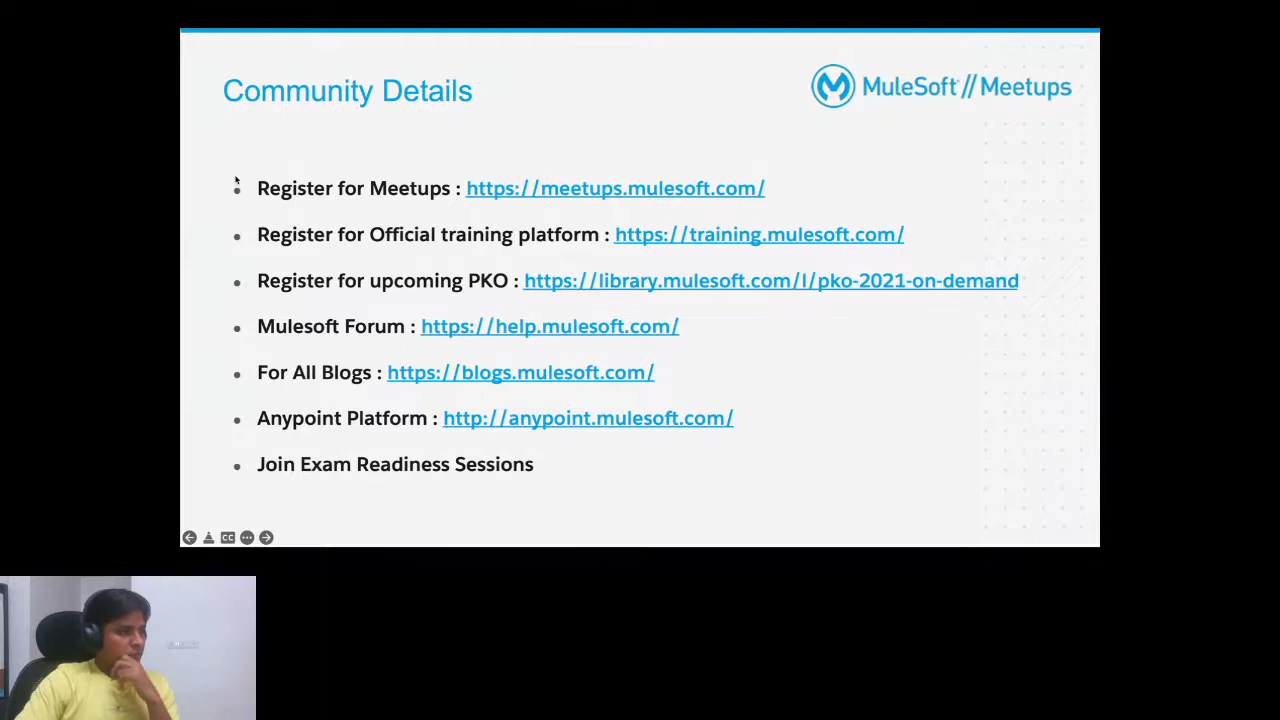 Community Details
MuleSoft // Meetups
Register for Meetups : https://meetups.mulesoft.com/
Register for Official training platform : https://training.mulesoft.com/
Register for upcoming PKO : https://library.mulesoft.com/l/pko-2021-on-demand
Mulesoft Forum : https://help.mulesoft.com/
For All Blogs : https://blogs.mulesoft.com/
Anypoint Platform : http://anypoint.mulesoft.com/
Join Exam Readiness Sessions
CC